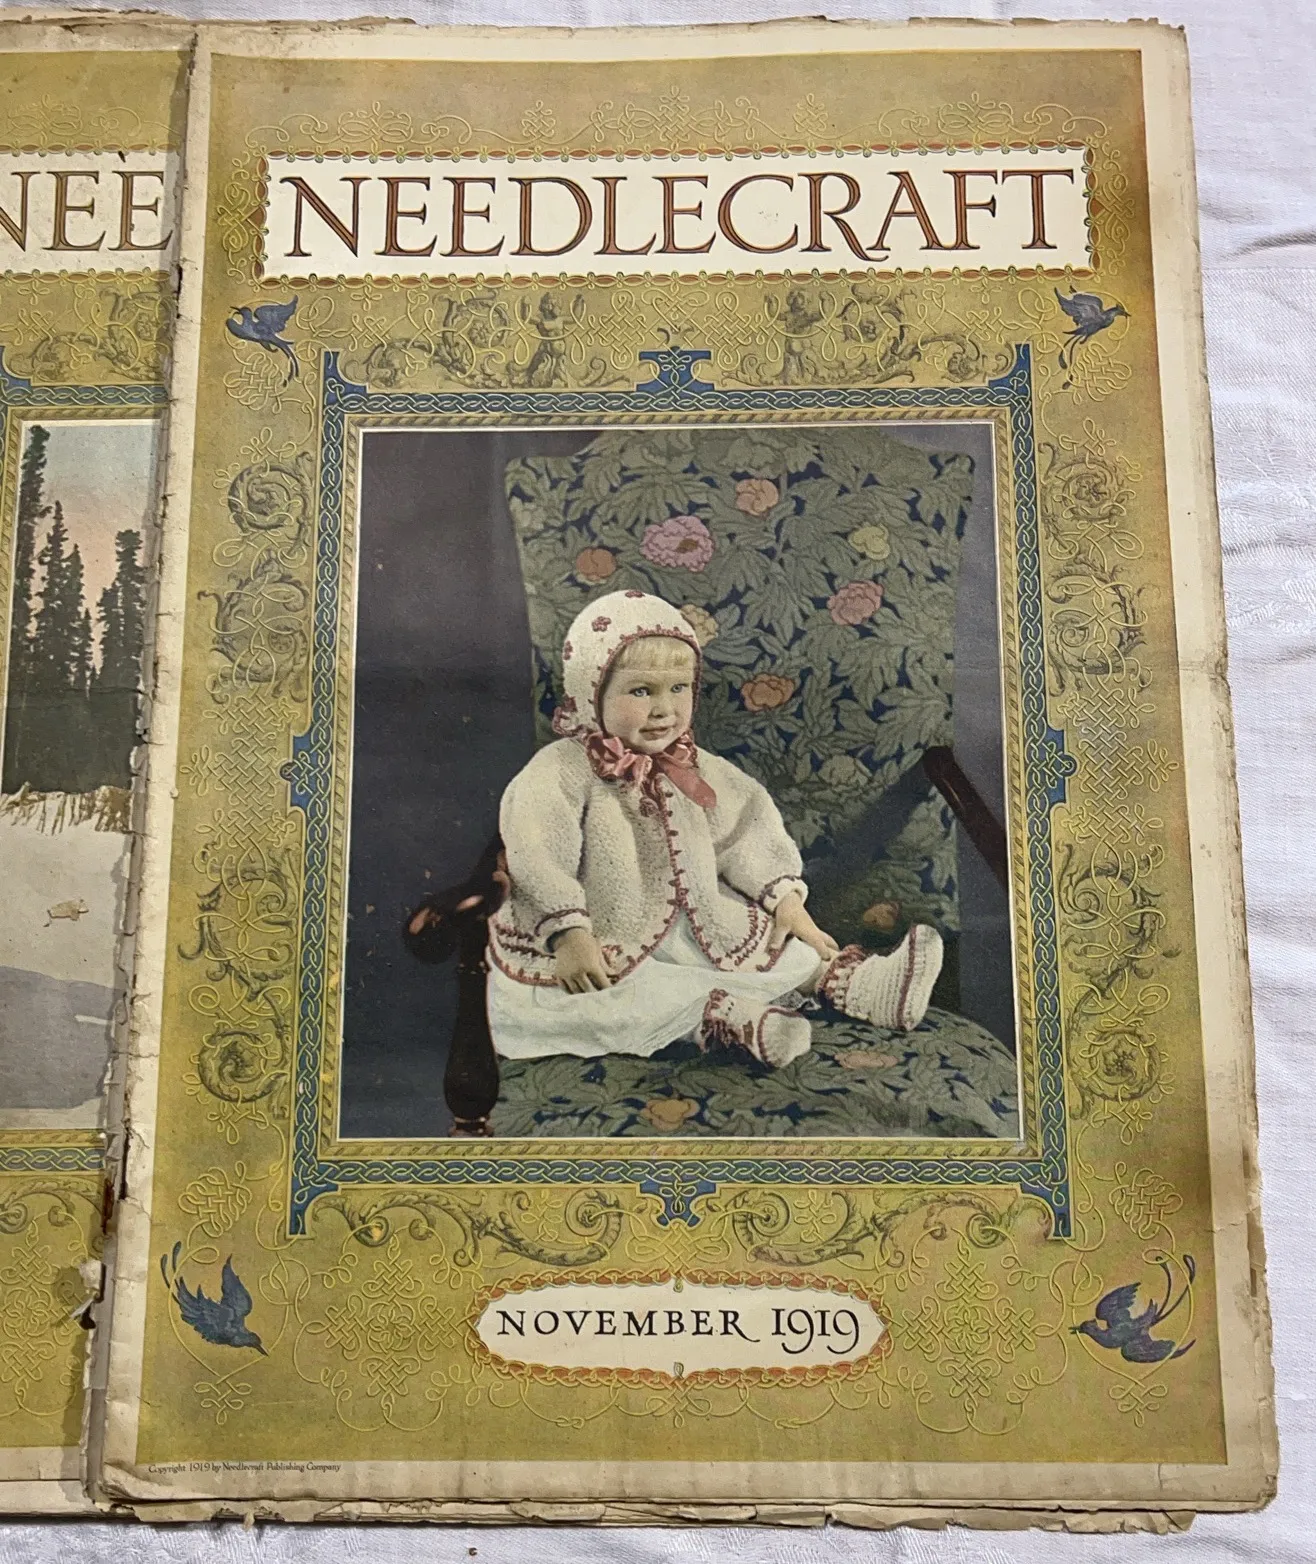 NEE
NEEDLECRAFT
NOVEMBER 1919
Copyright 1919 by Needlecraft Publishing Company